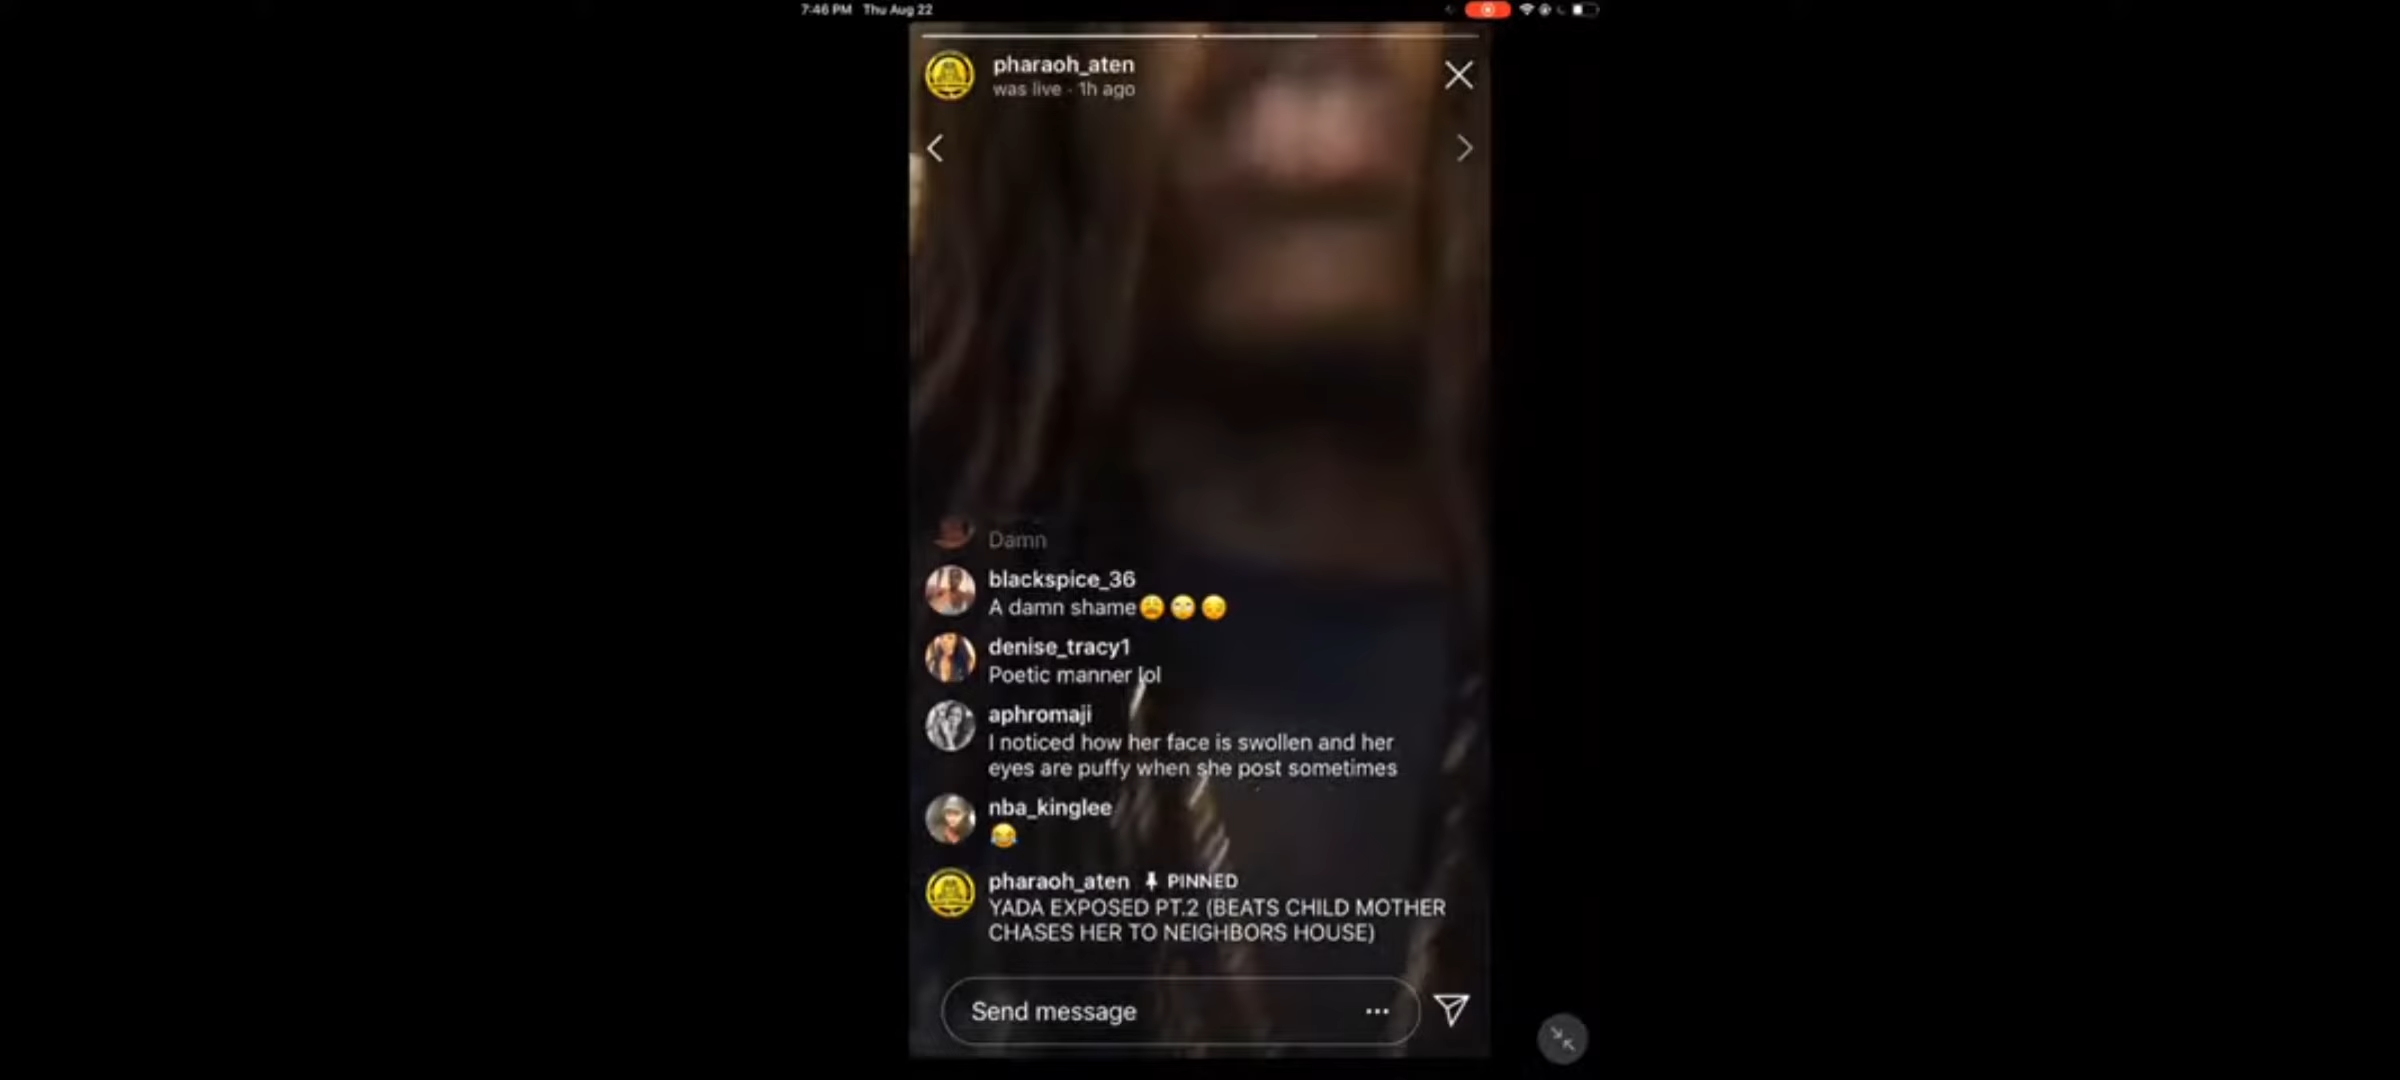 7:46 PM Thu Aug 22
pharaoh_aten
was live · 1h ago
Damn
blackspice_36
A damn shame😩🙄😔
denise_tracy1
Poetic manner lol
aphromaji
I noticed how her face is swollen and her
eyes are puffy when she post sometimes
nba_kinglee
😂
pharaoh_aten PINNED
YADA EXPOSED PT.2 (BEATS CHILD MOTHER
CHASES HER TO NEIGHBORS HOUSE)
Send message